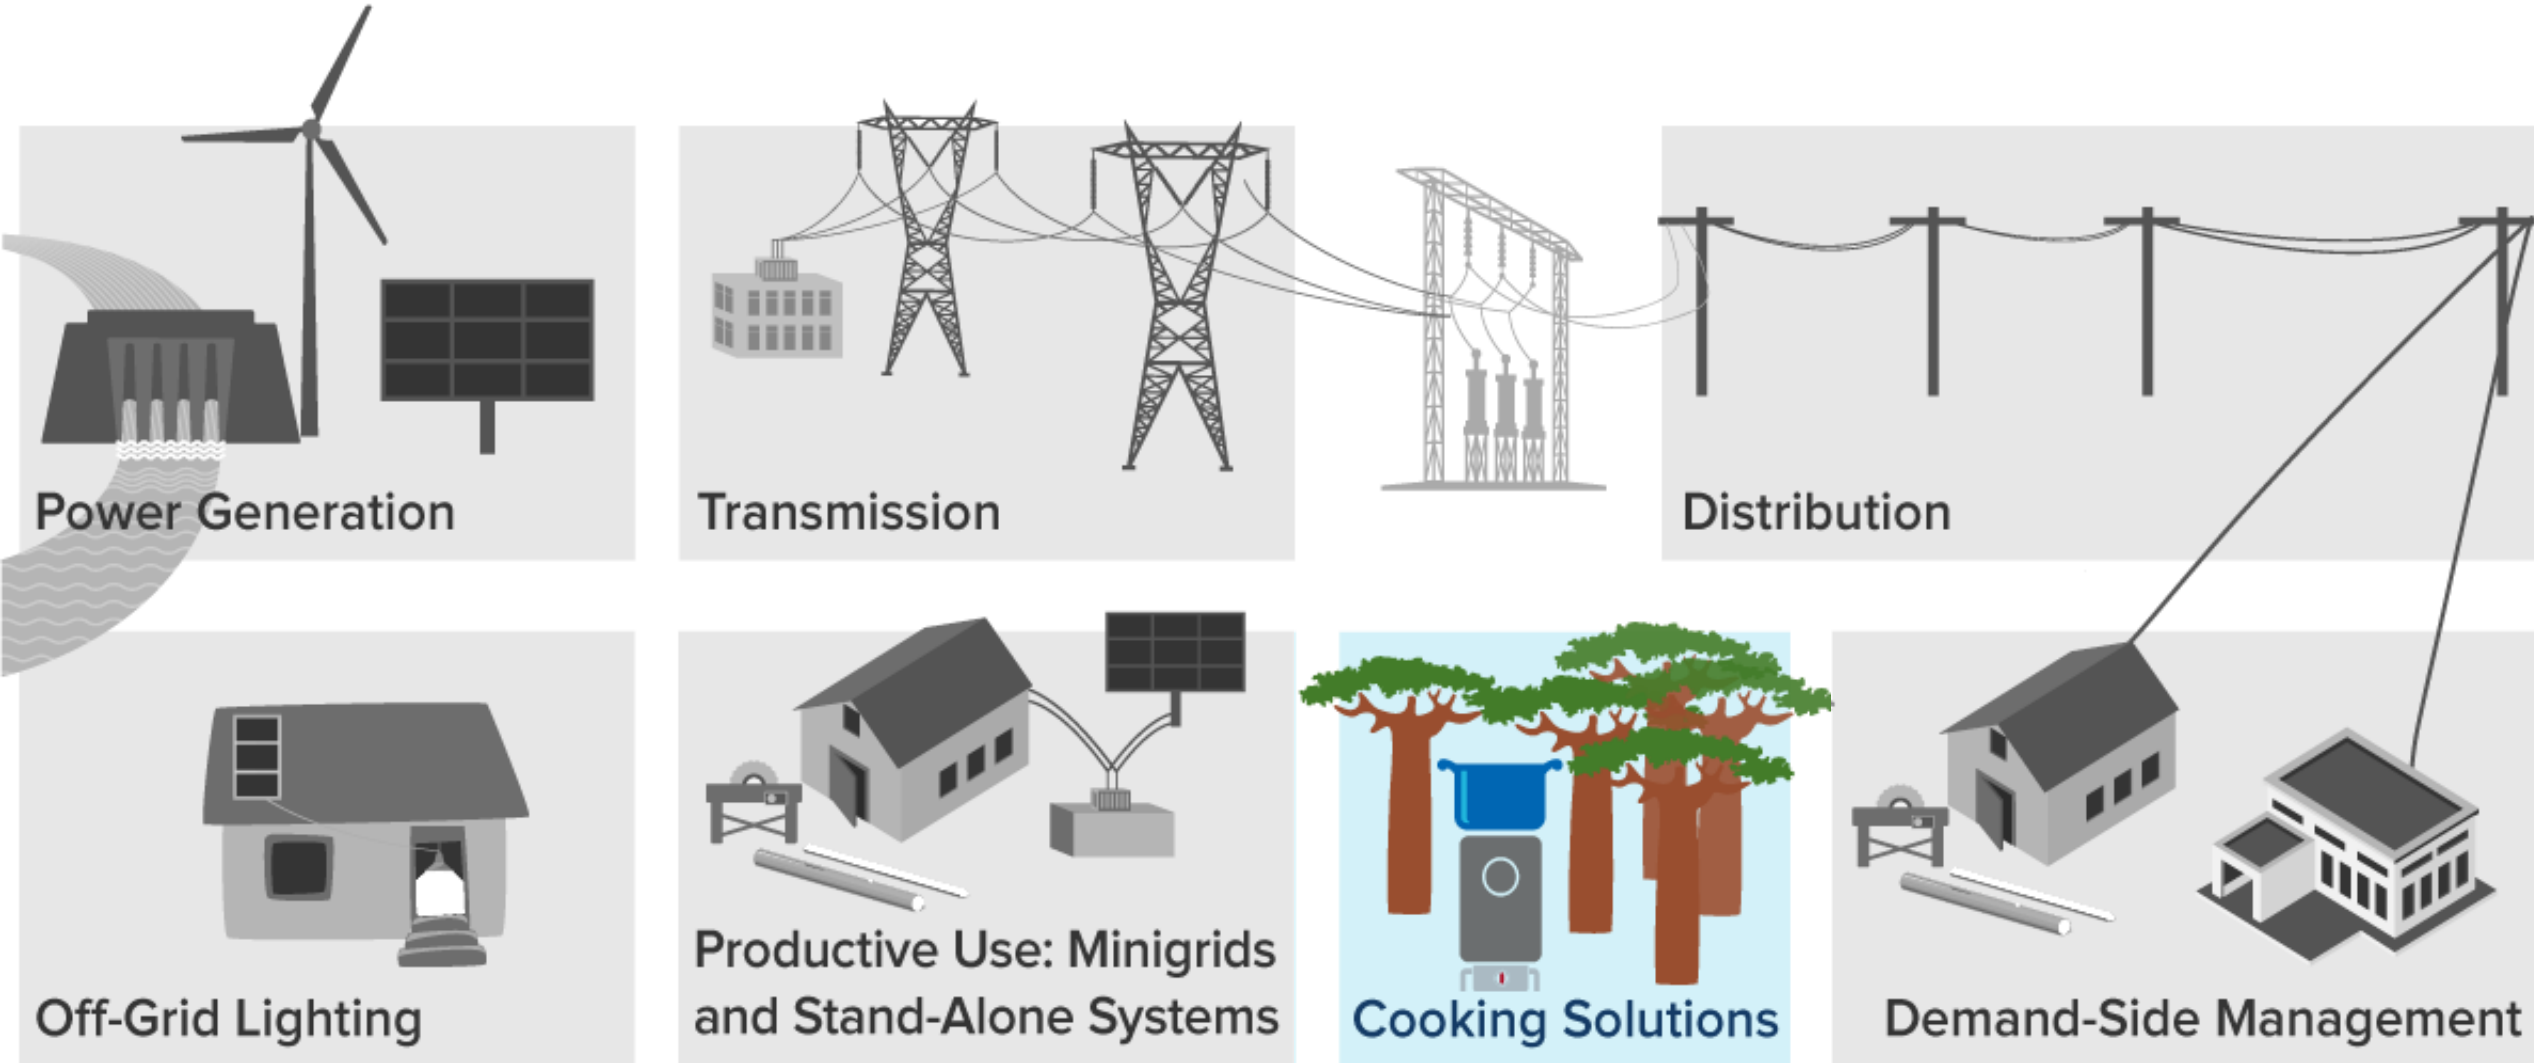 Power Generation
Transmission
Distribution
Off-Grid Lighting
Productive Use: Minigrids
and Stand-Alone Systems
Cooking Solutions
Demand-Side Management